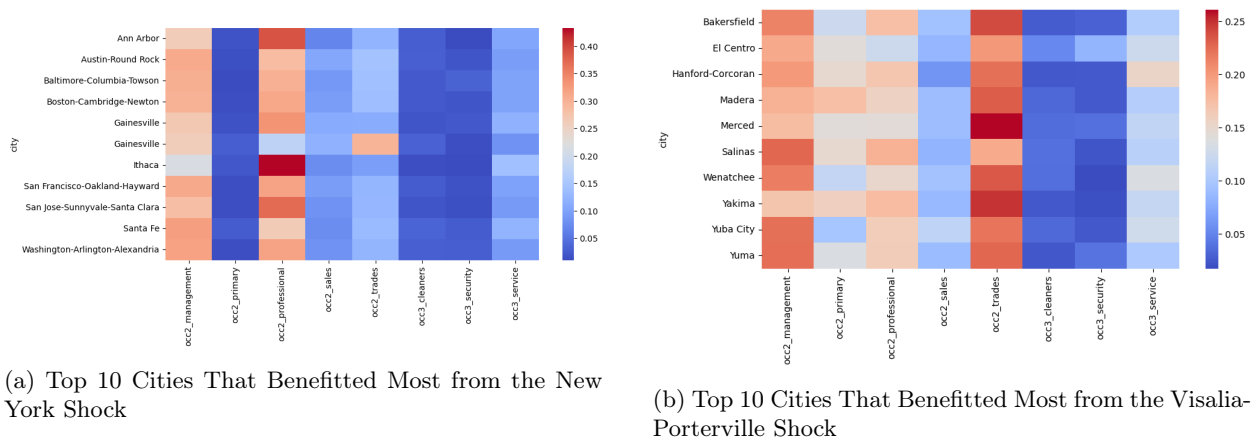 Ann Arbor
Austin-Round Rock
Baltimore-Columbia-Towson
Boston-Cambridge-Newton
Gainesville
Gainesville
Ithaca
San Francisco-Oakland-Hayward
San Jose-Sunnyvale-Santa Clara
Santa Fe
Washington-Arlington-Alexandria
city
occ2_management
occ2_primary
occ2_professional
occ2_sales
occ2_trades
occ3_cleaners
occ3_security
occ3_service
0.40
0.35
0.30
0.25
0.20
0.15
0.10
0.05
(a) Top 10 Cities That Benefitted Most from the New
York Shock
Bakersfield
El Centro
Hanford-Corcoran
Madera
Merced
Salinas
Wenatchee
Yakima
Yuba City
Yuma
city
occ2_management
occ2_primary
occ2_professional
occ2_sales
occ2_trades
occ3_cleaners
occ3_security
occ3_service
0.25
0.20
0.15
0.10
0.05
(b) Top 10 Cities That Benefitted Most from the Visalia-
Porterville Shock